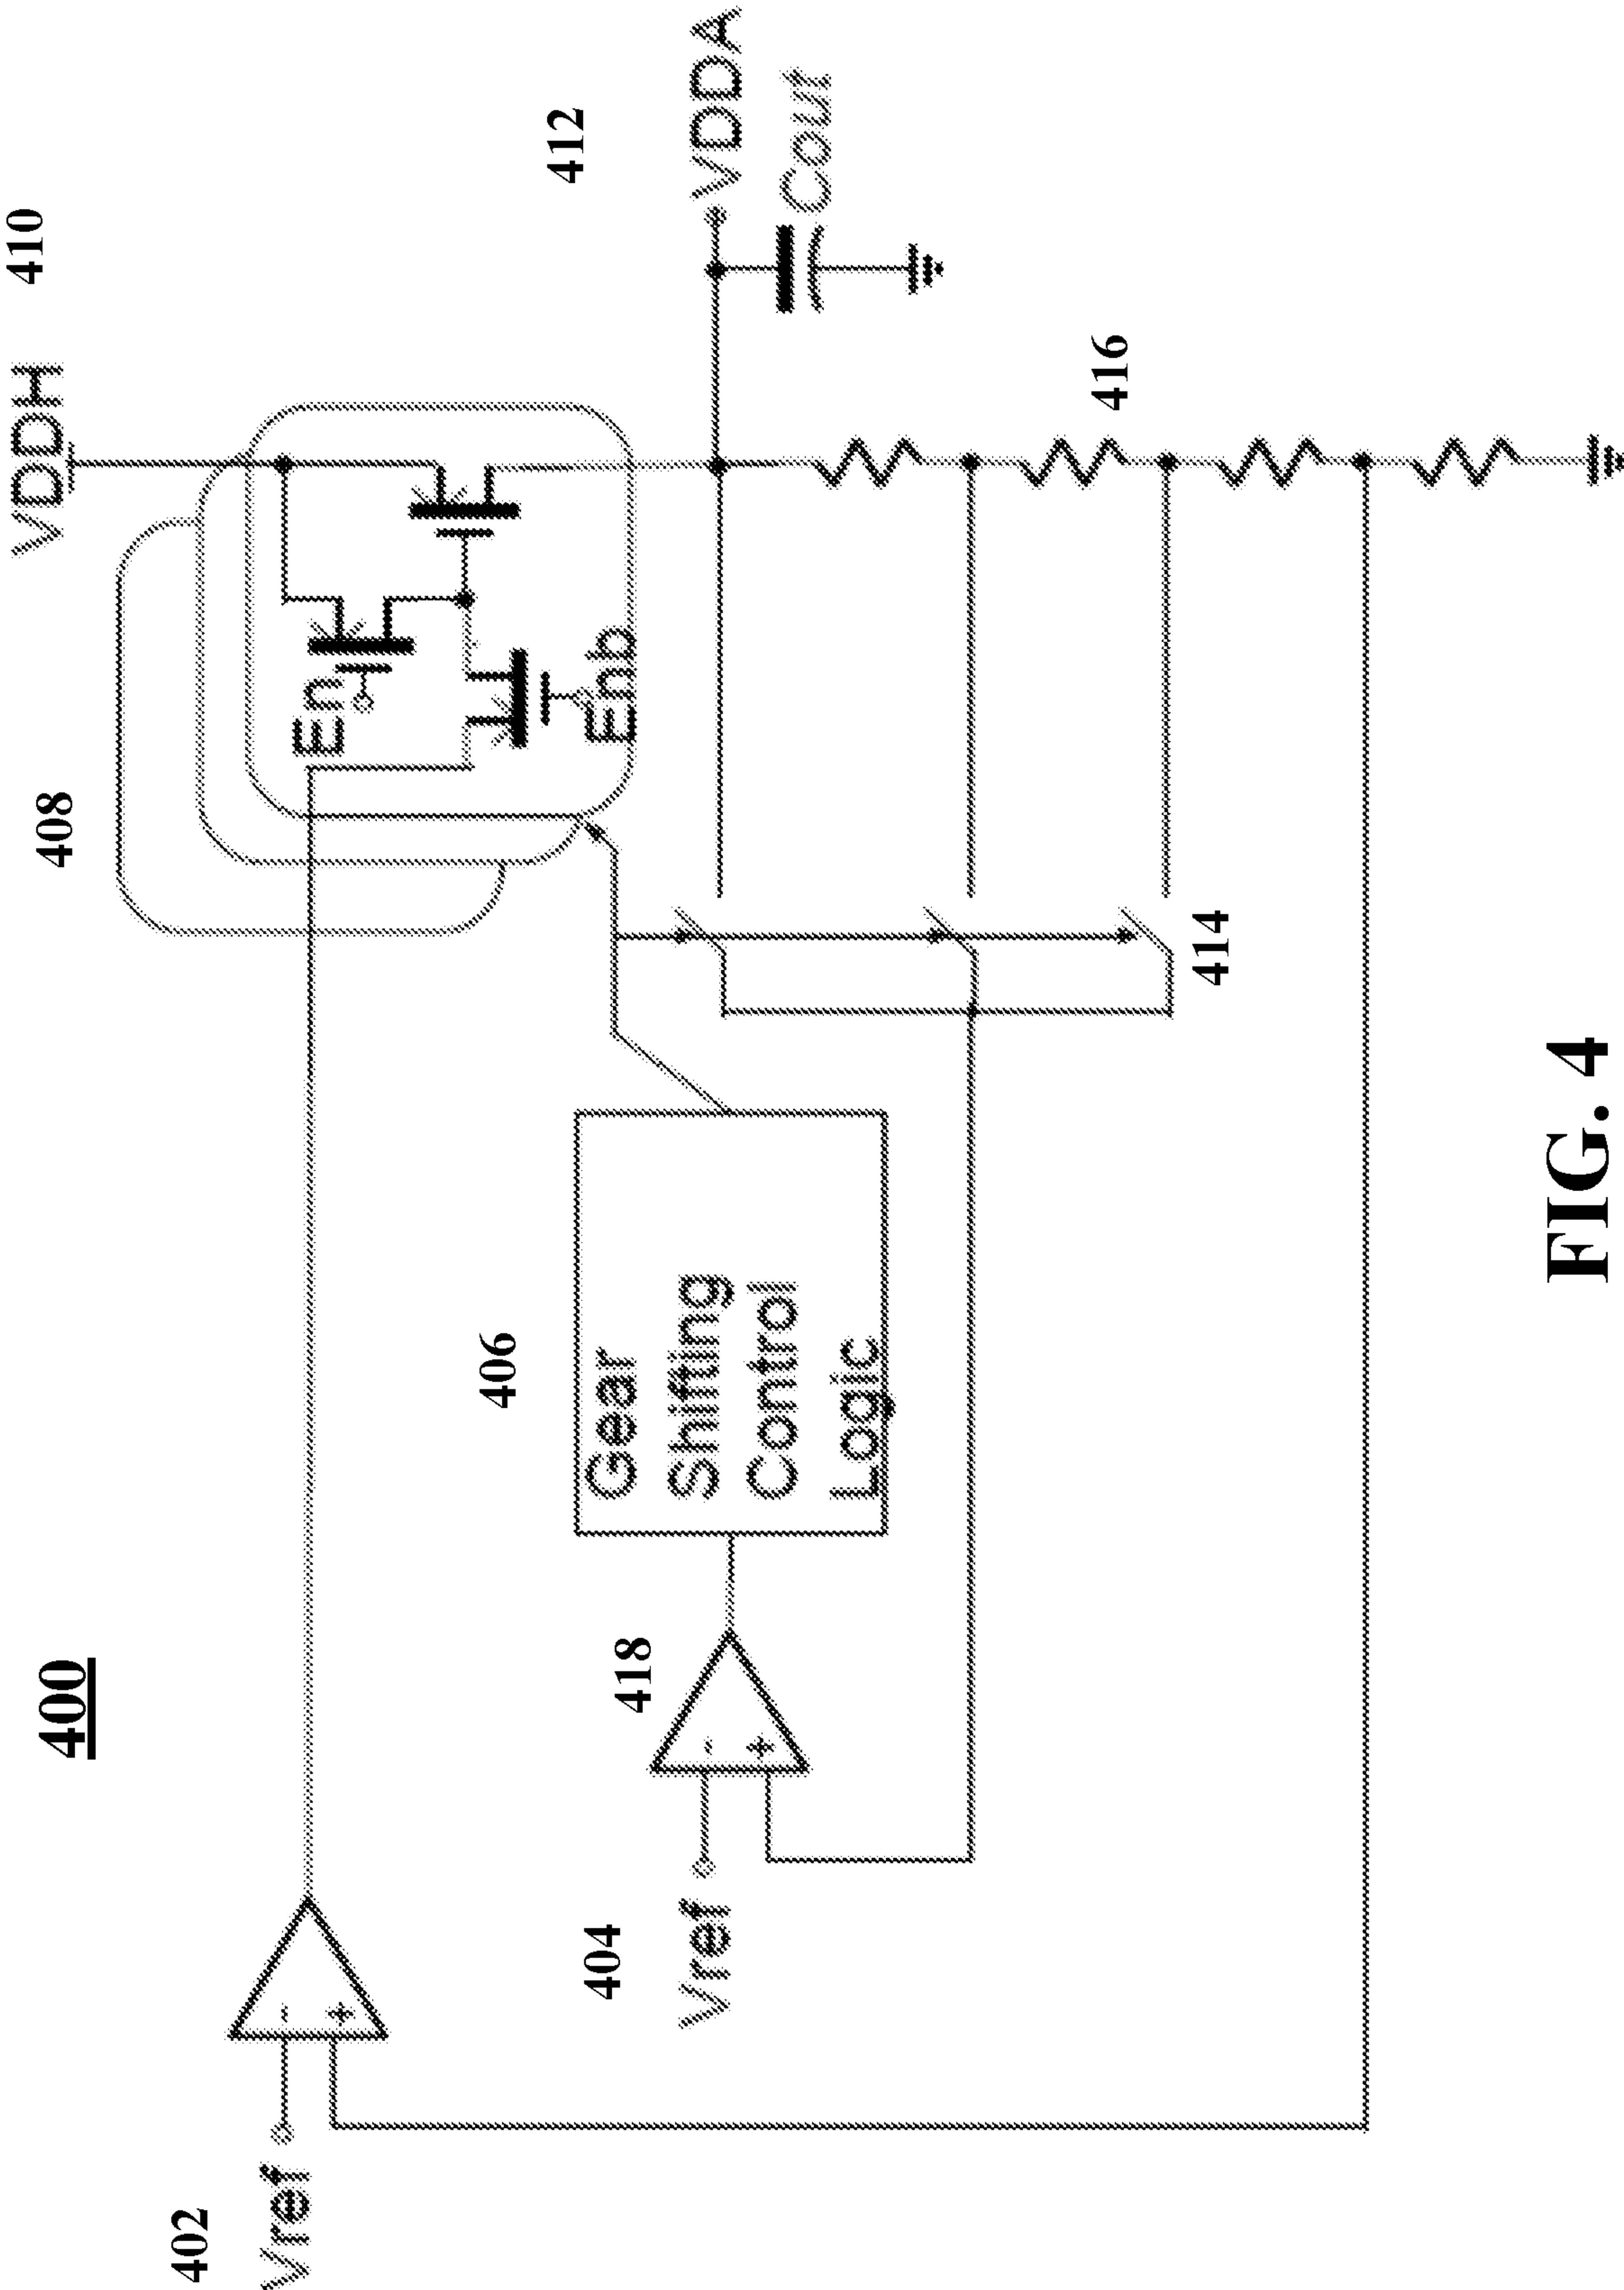 400
410
VDDH
408
En
Enb
412
VDDA
Cout
402
Vref
-
+
406
Gear
Shifting
Control
Logic
418
-
+
404
Vref
414
416
FIG. 4